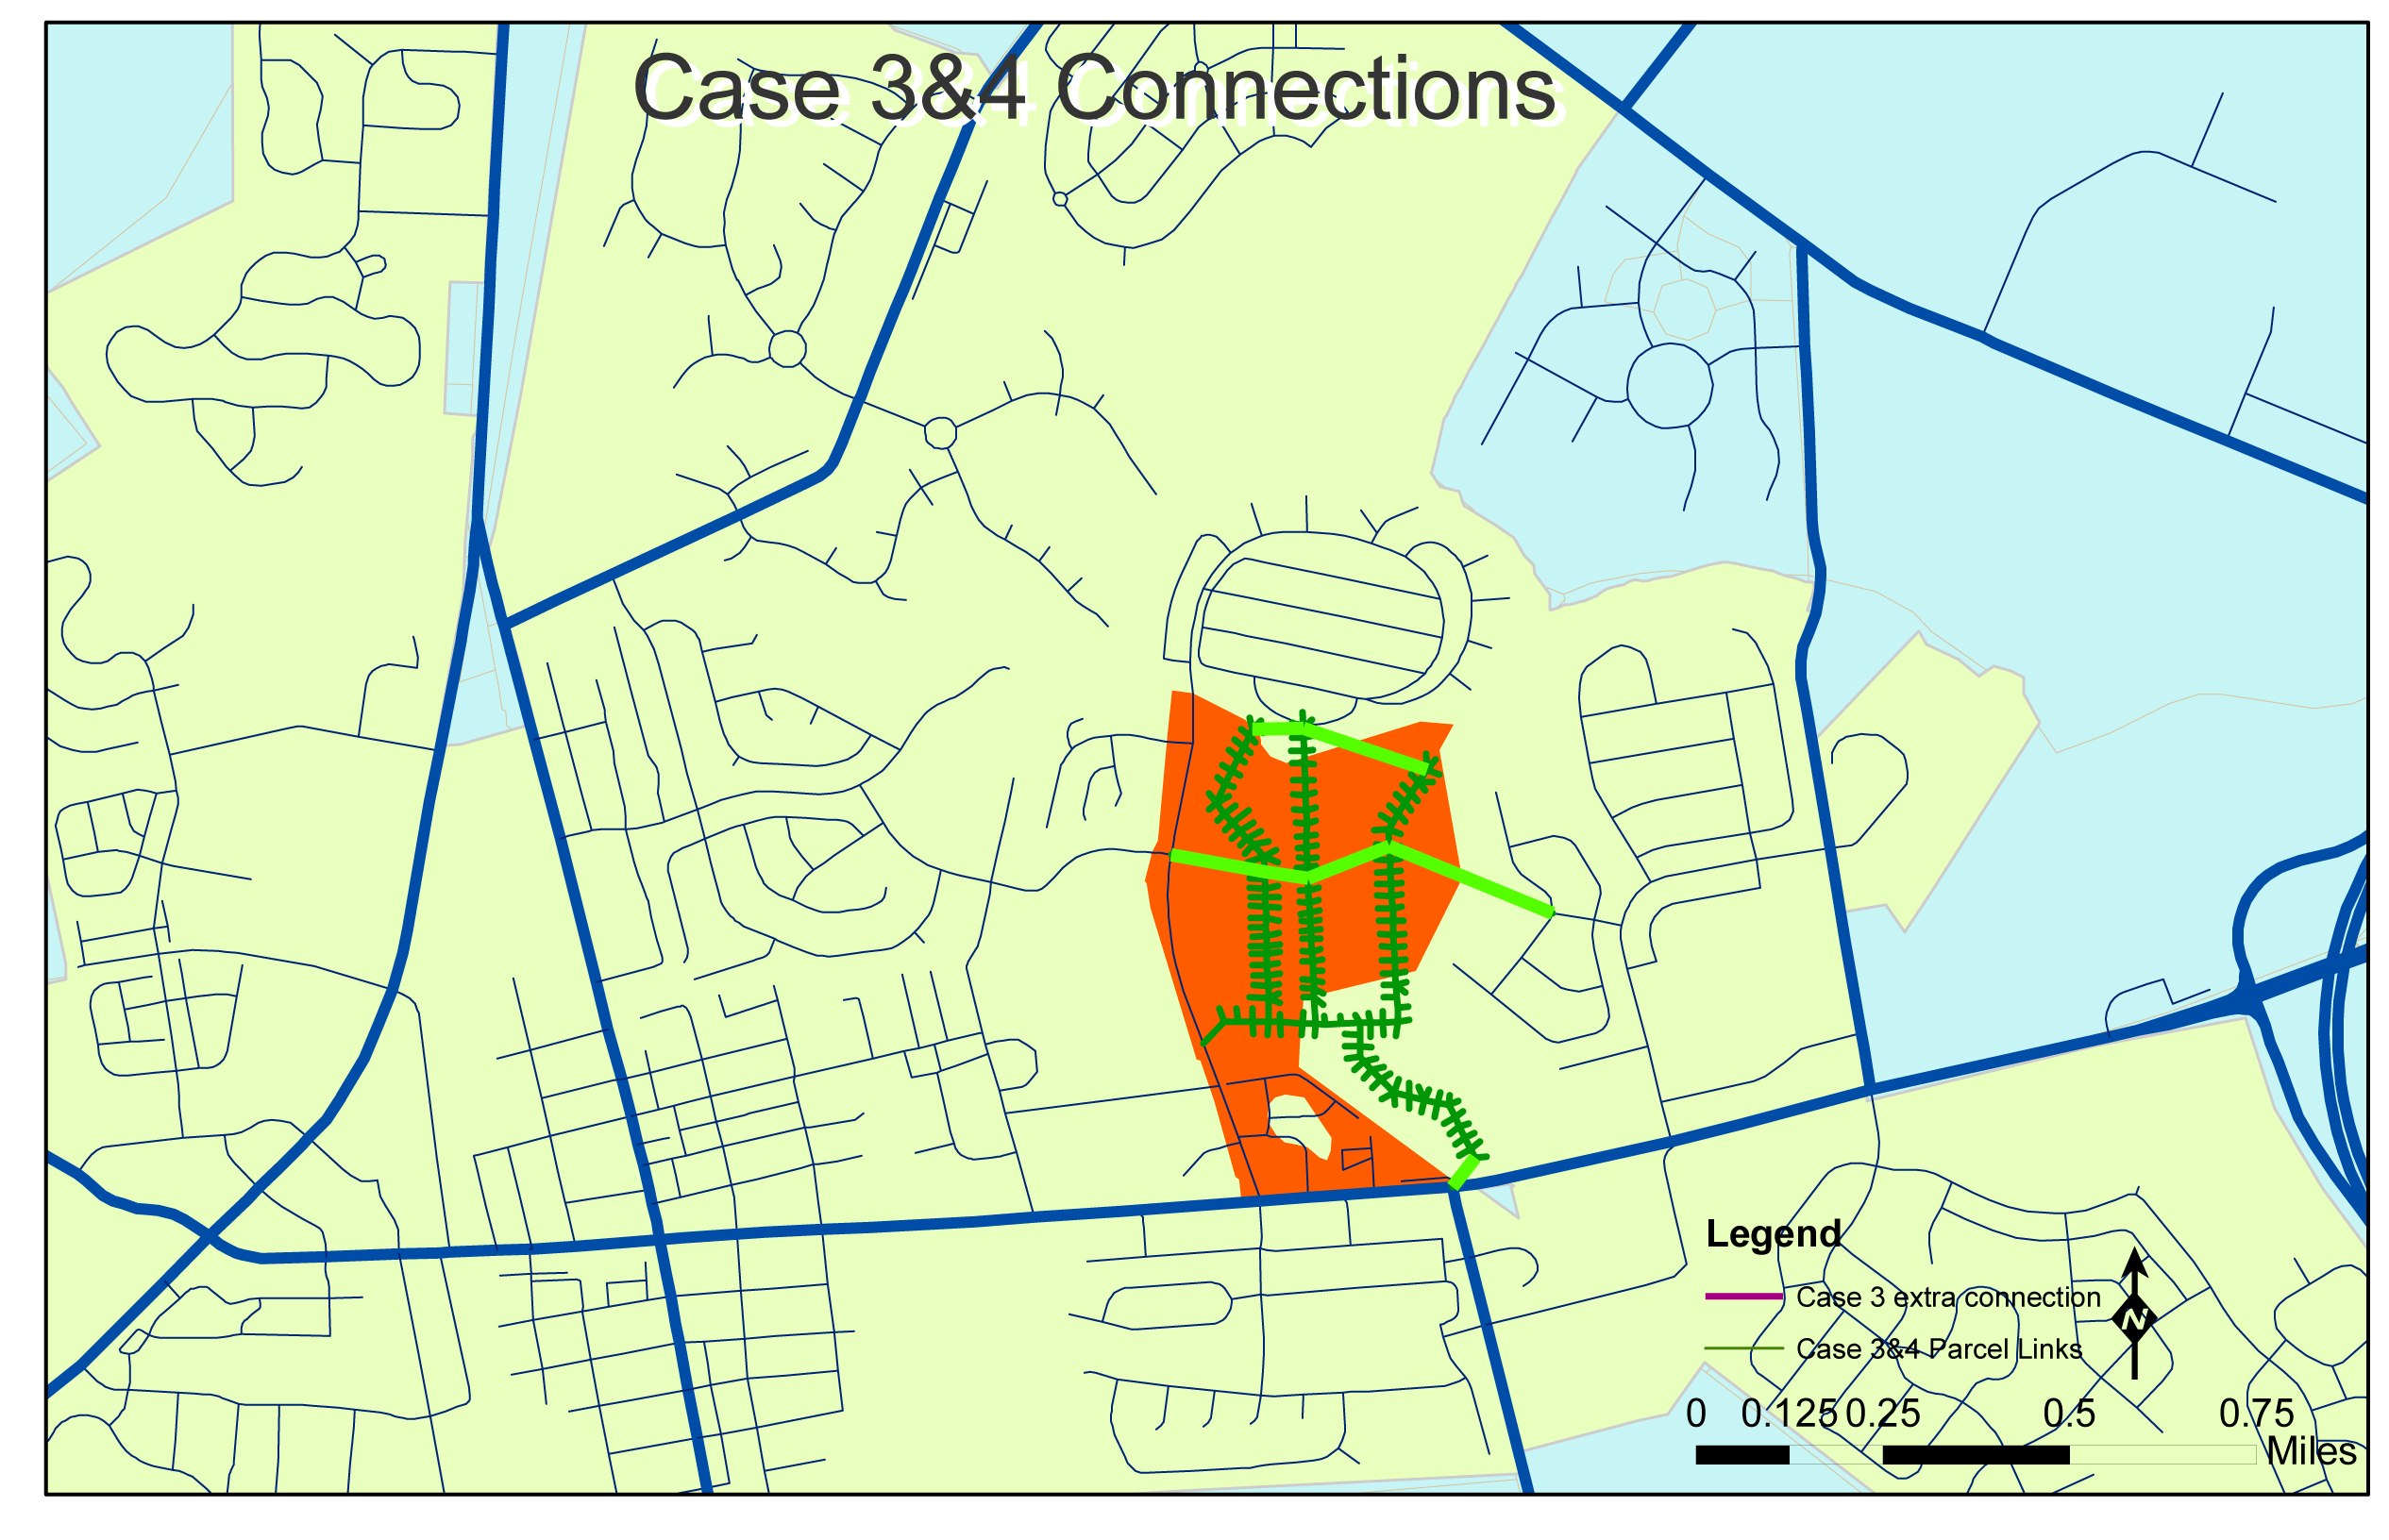 Case 3&4 Connections
Legend
Case 3 extra connection
Case 3&4 Parcel Links
N
0 0.125 0.25 0.5 0.75
Miles